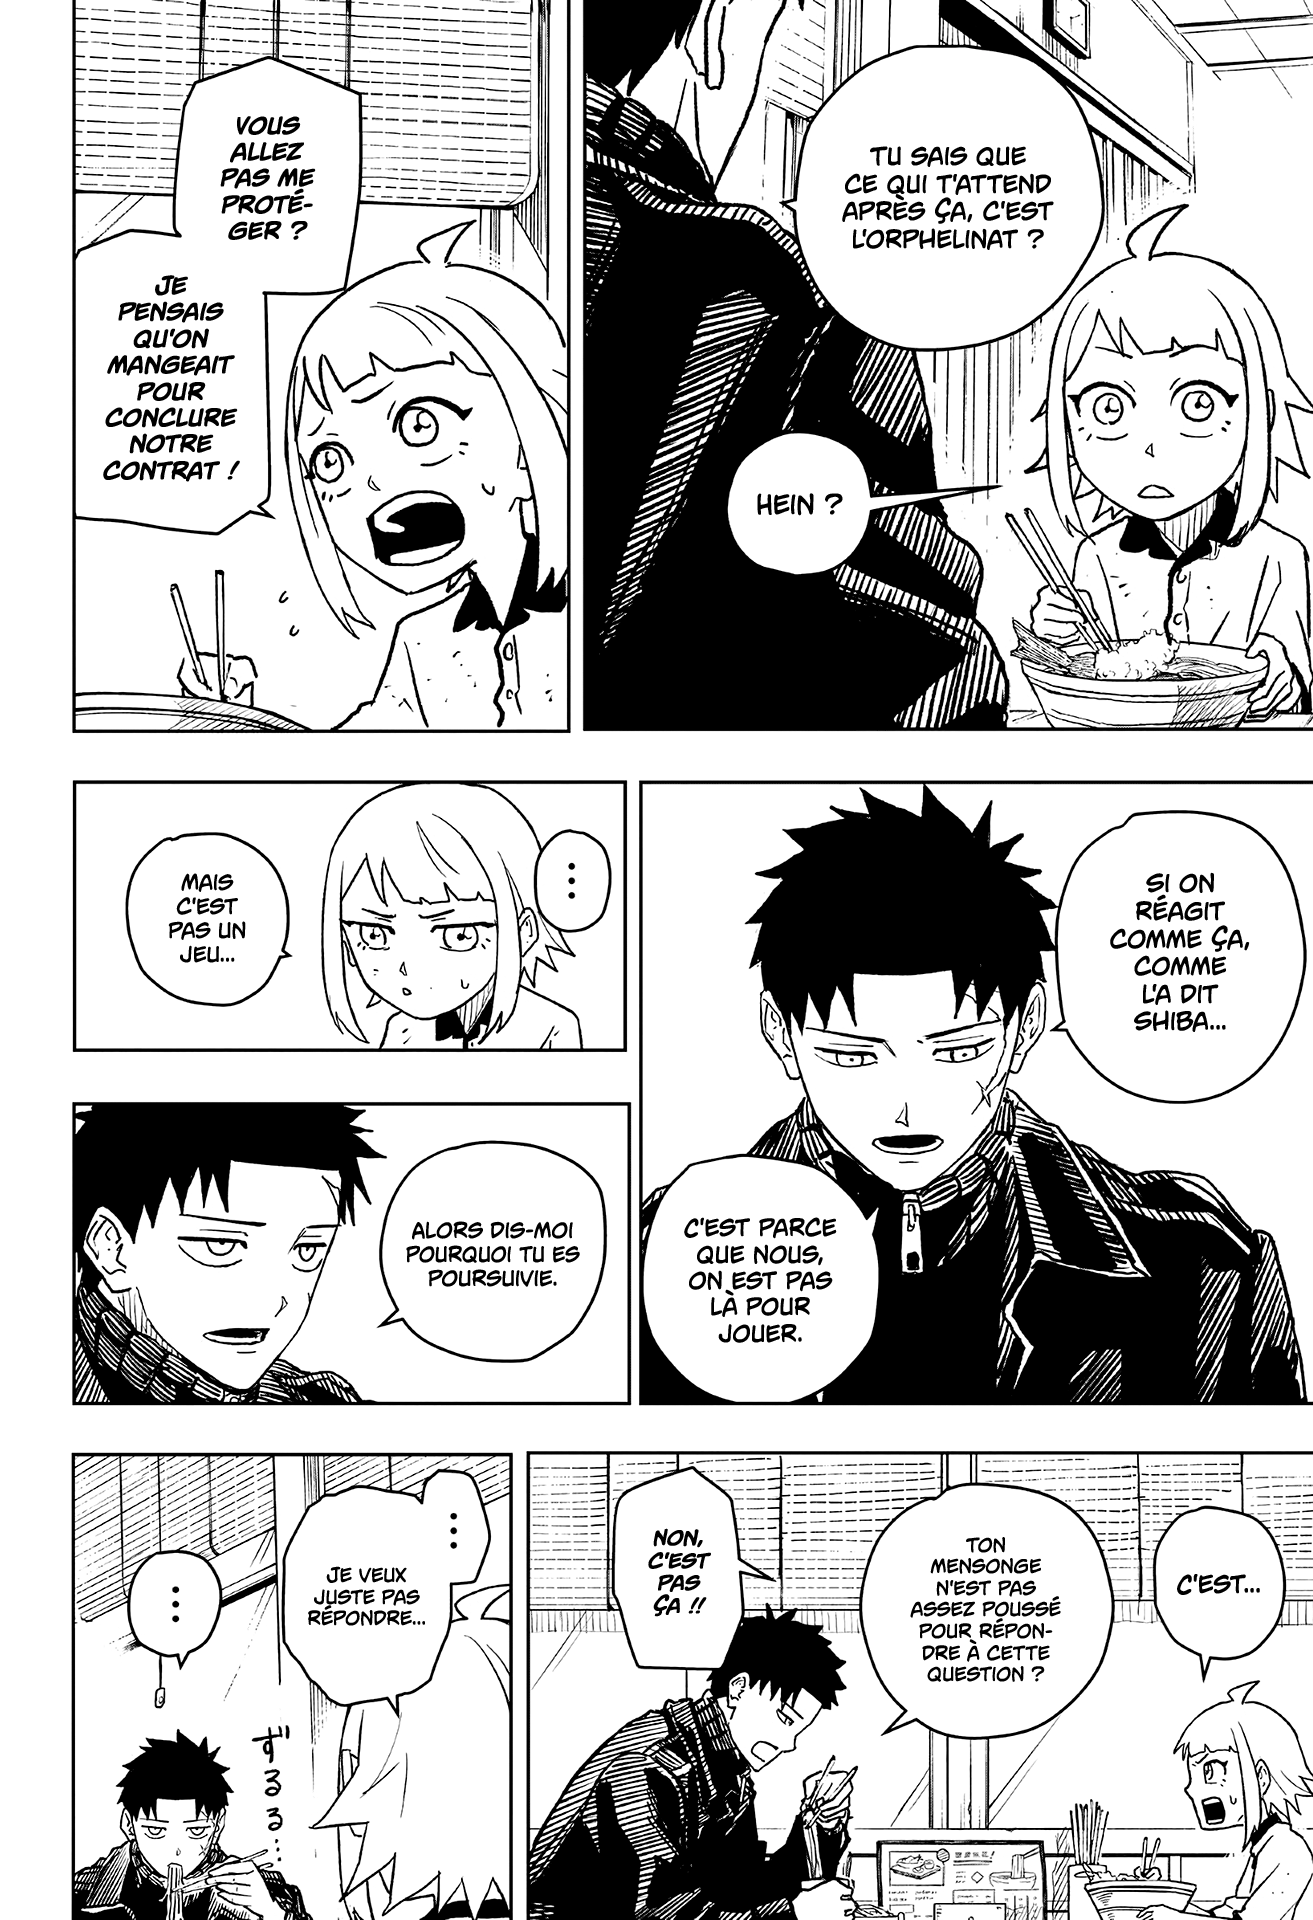 TU SAIS QUE
CE QUI T'ATTEND
APRÈS ÇA, C'EST
L'ORPHELINAT ?
HEIN ?
VOUS
ALLEZ
PAS ME
PROTÉ-
GER ?
JE
PENSAIS
QU'ON
MANGEAIT
POUR
CONCLURE
NOTRE
CONTRAT !
SI ON
RÉAGIT
COMME ÇA,
COMME
L'A DIT
SHIBA...
C'EST PARCE
QUE NOUS,
ON EST PAS
LÀ POUR
JOUER.
...
MAIS
C'EST
PAS UN
JEU...
ALORS DIS-MOI
POURQUOI TU ES
POURSUIVIE.
C'EST...
TON
MENSONGE
N'EST PAS
ASSEZ POUSSÉ
POUR RÉPON-
DRE À CETTE
QUESTION ?
NON,
C'EST
PAS
ÇA !!
...
JE VEUX
JUSTE PAS
RÉPONDRE...
...
ずるる...